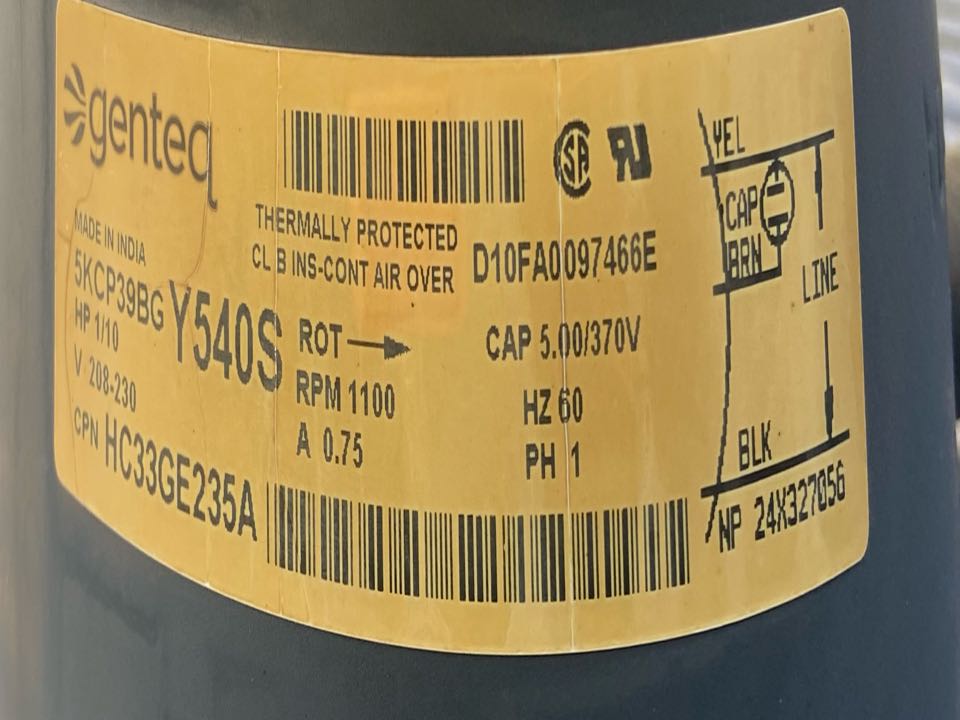 genteq
MADE IN INDIA
5KCP39BG Y540S
HP 1/10
V 208-230
CPN HC33GE235A
THERMALLY PROTECTED
CL B INS-CONT AIR OVER
D10FA0097466E
ROT
RPM 1100
A 0.75
CAP 5.00/370V
HZ 60
PH 1
SA
YEL
CAP
BRN
LINE
BLK
NP 24X327056